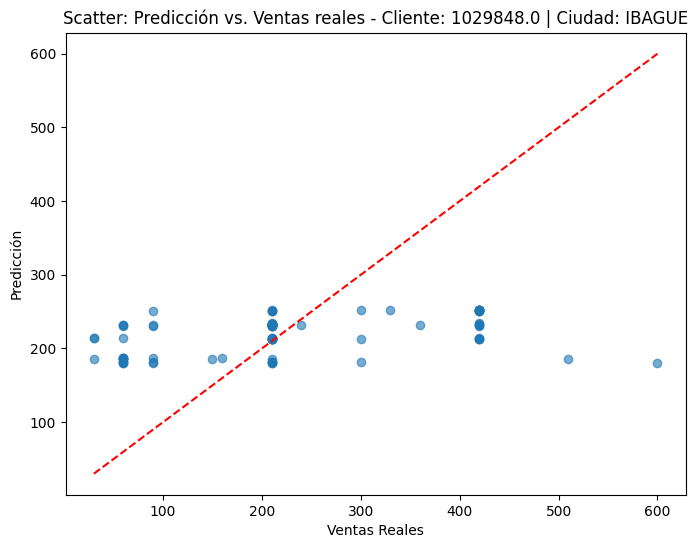 Scatter: Predicción vs. Ventas reales - Cliente: 1029848.0 | Ciudad: IBAGUE
600
500
400
300
200
100
Predicción
100 200 300 400 500 600
Ventas Reales